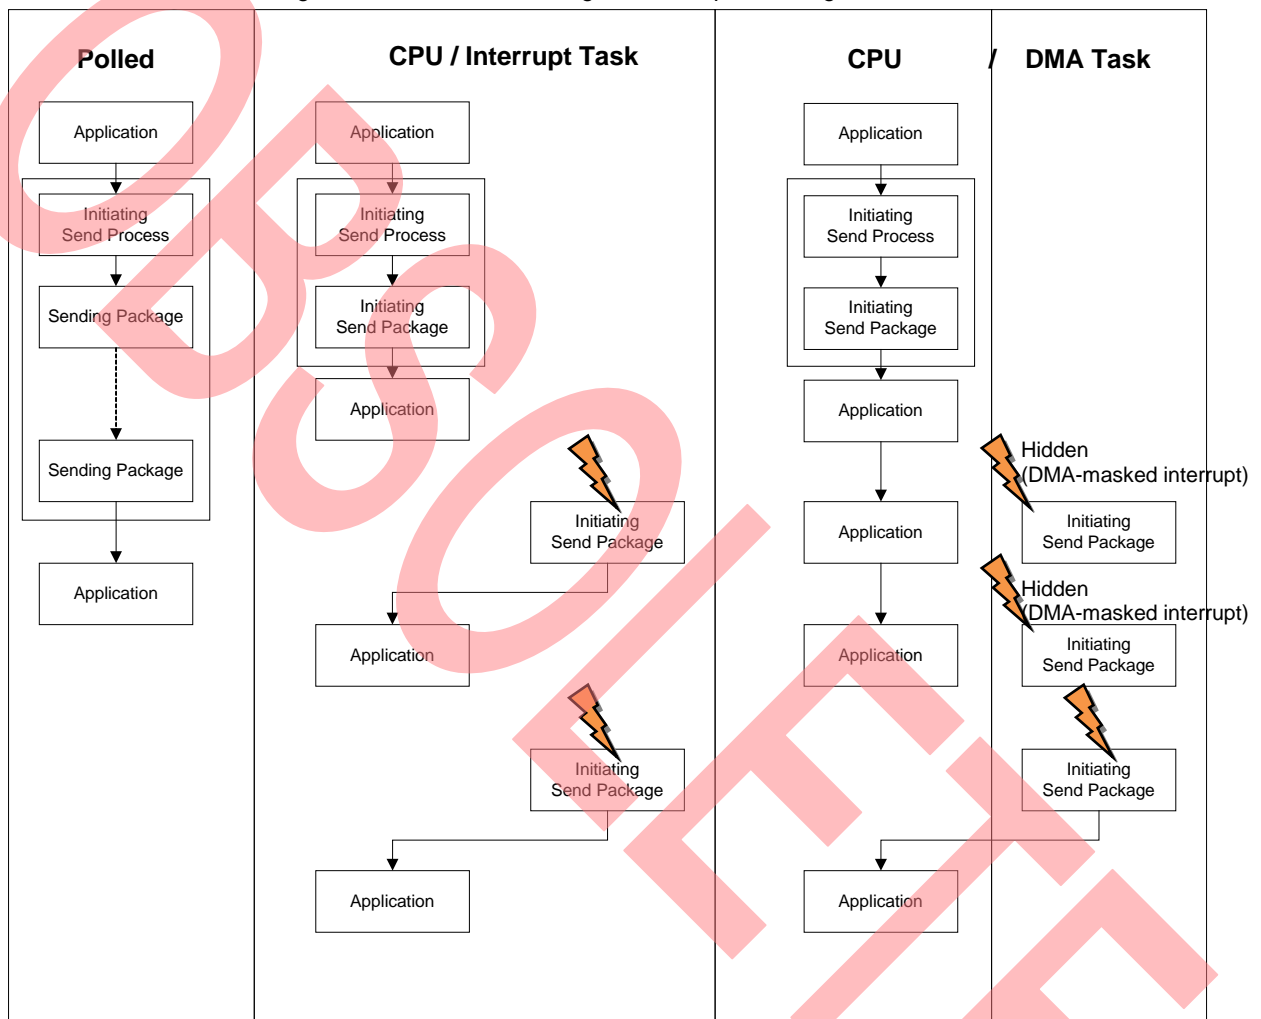 Polled
CPU / Interrupt Task
CPU / DMA Task
Application
Initiating
Send Process
Sending Package
Sending Package
Application
Application
Initiating
Send Process
Initiating
Send Package
Application
Initiating
Send Package
Application
Initiating
Send Package
Application
Application
Initiating
Send Process
Initiating
Send Package
Application
Application
Application
Application
Hidden
(DMA-masked interrupt)
Initiating
Send Package
Hidden
(DMA-masked interrupt)
Initiating
Send Package
Initiating
Send Package
OBSOLETE